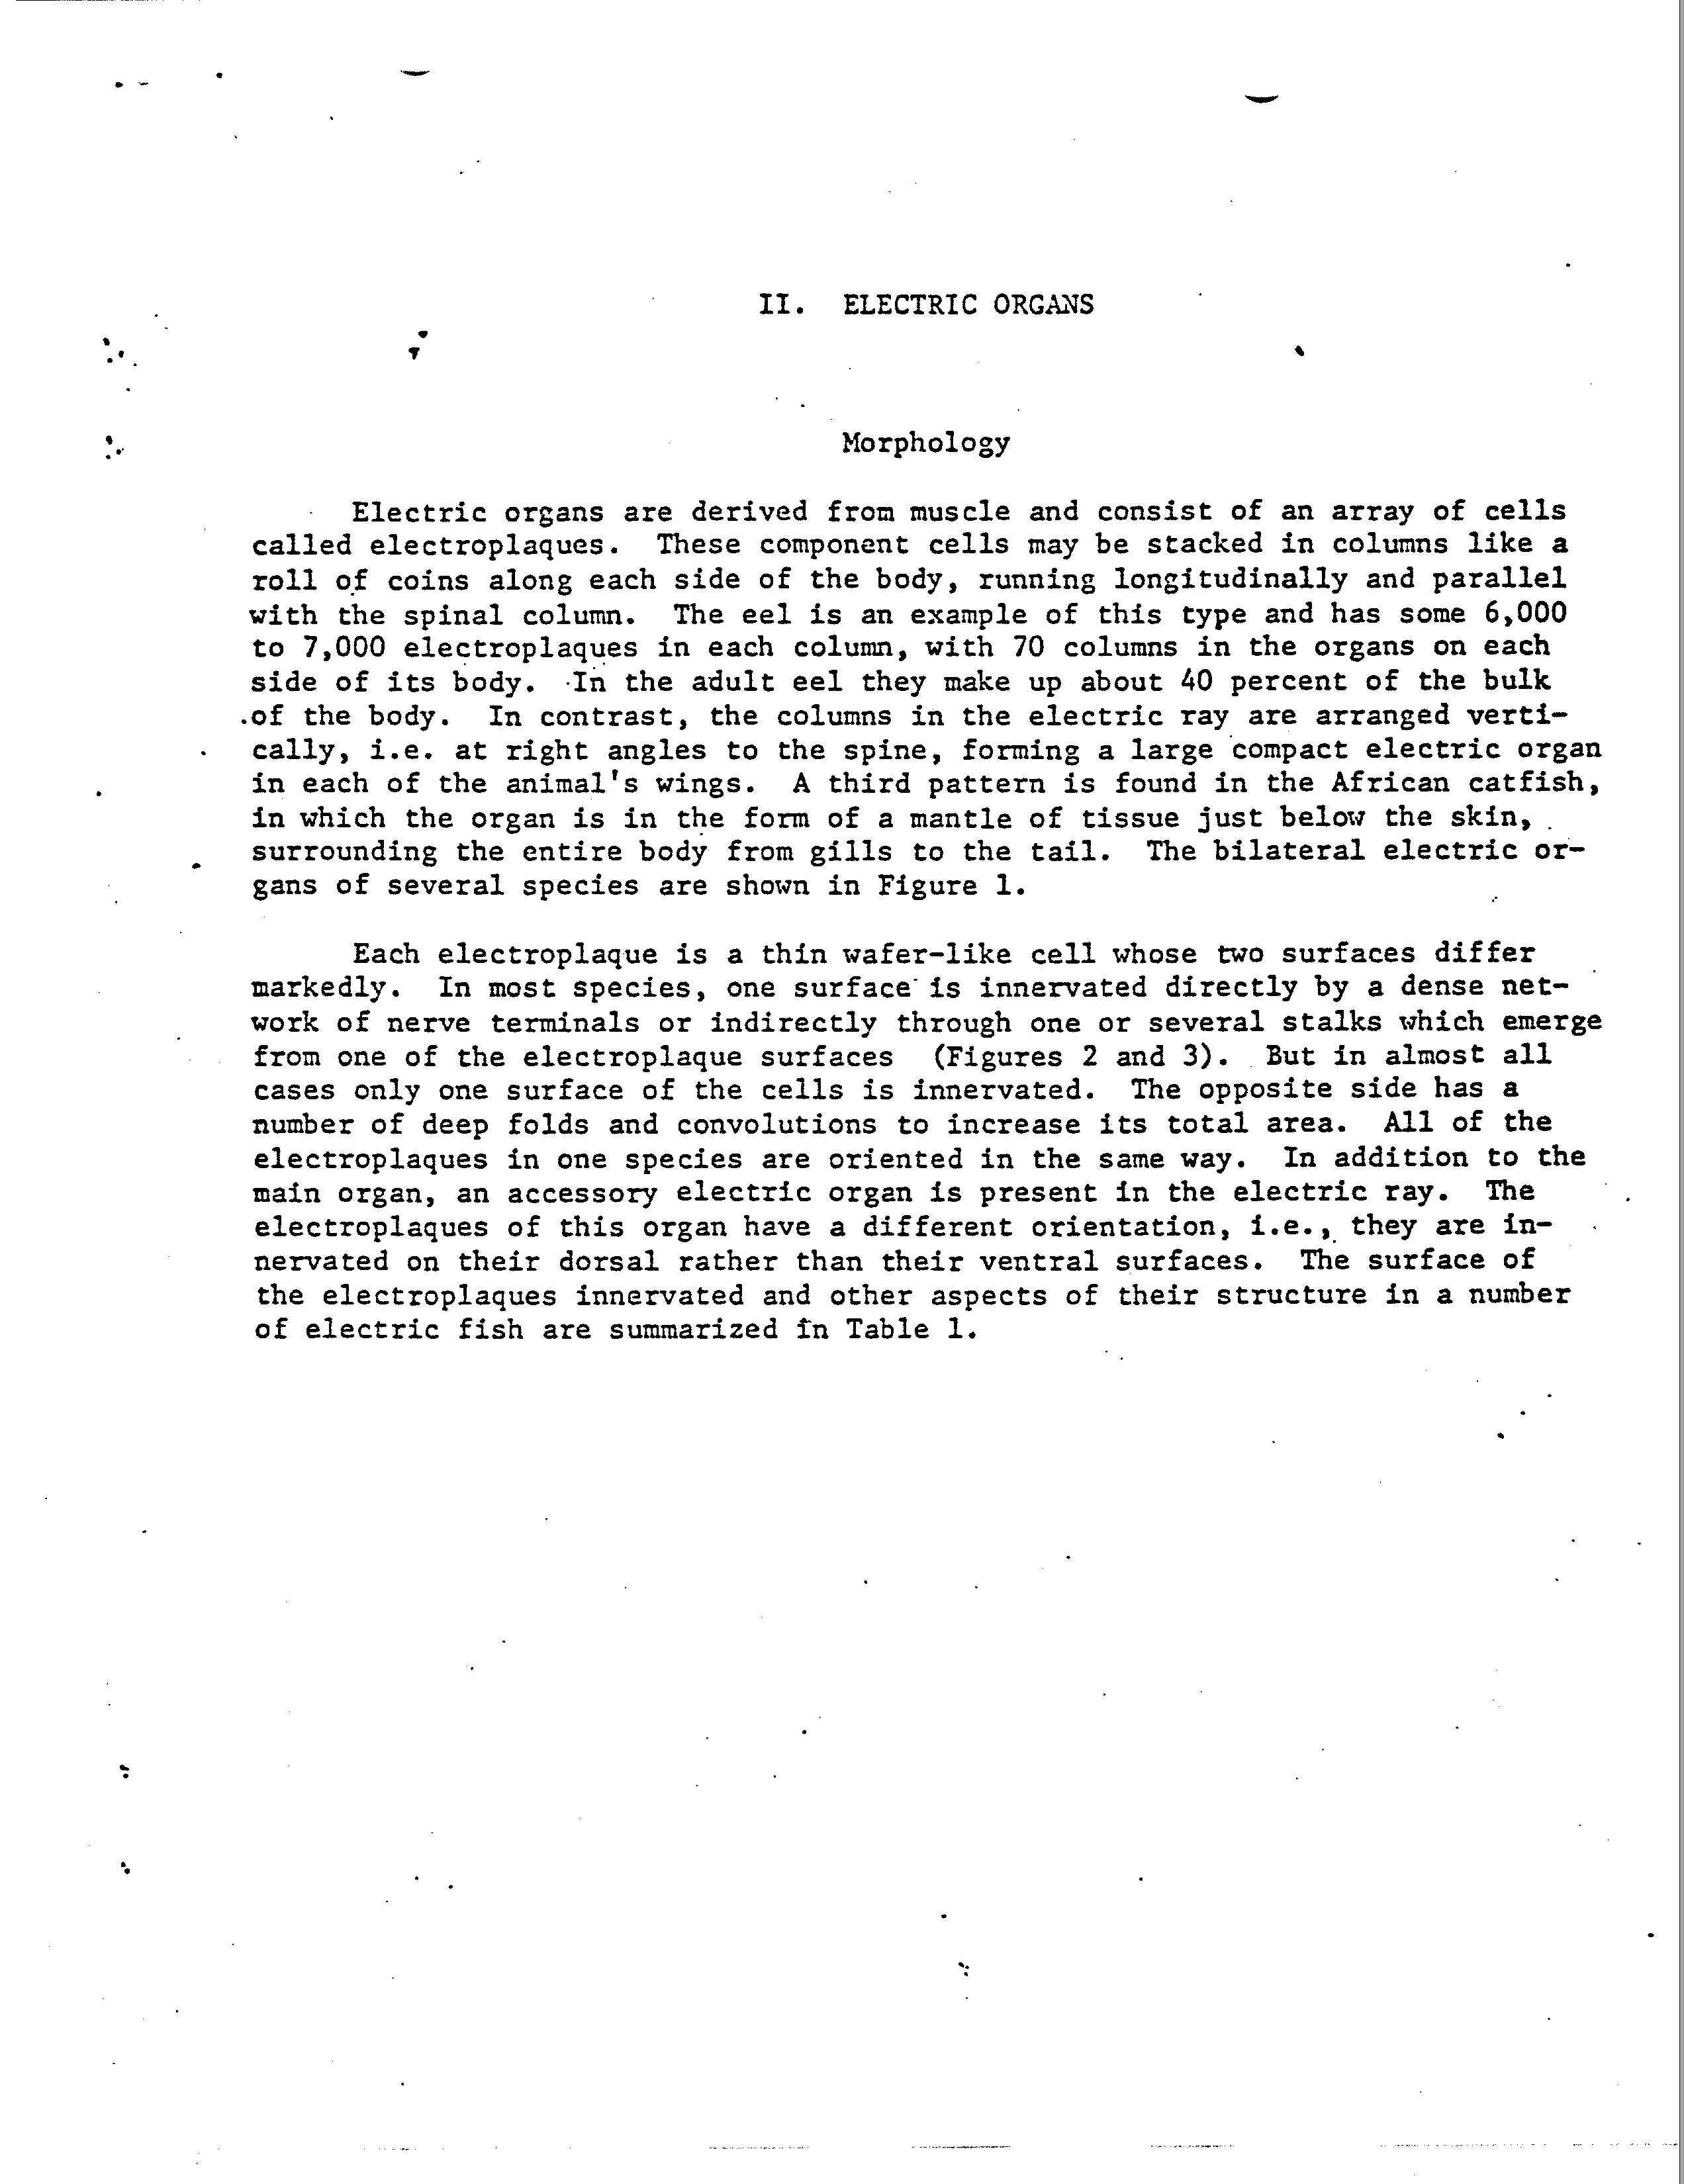 II. ELECTRIC ORGANS
Morphology
Electric organs are derived from muscle and consist of an array of cells
called electroplaques. These component cells may be stacked in columns like a
roll of coins along each side of the body, running longitudinally and parallel
with the spinal column. The eel is an example of this type and has some 6,000
to 7,000 electroplaques in each column, with 70 columns in the organs on each
side of its body. In the adult eel they make up about 40 percent of the bulk
of the body. In contrast, the columns in the electric ray are arranged verti-
cally, i.e. at right angles to the spine, forming a large compact electric organ
in each of the animal's wings. A third pattern is found in the African catfish,
in which the organ is in the form of a mantle of tissue just below the skin,
surrounding the entire body from gills to the tail. The bilateral electric or-
gans of several species are shown in Figure 1.
Each electroplaque is a thin wafer-like cell whose two surfaces differ
markedly. In most species, one surface is innervated directly by a dense net-
work of nerve terminals or indirectly through one or several stalks which emerge
from one of the electroplaque surfaces (Figures 2 and 3). But in almost all
cases only one surface of the cells is innervated. The opposite side has a
number of deep folds and convolutions to increase its total area. All of the
electroplaques in one species are oriented in the same way. In addition to the
main organ, an accessory electric organ is present in the electric ray. The
electroplaques of this organ have a different orientation, i.e., they are in-
nervated on their dorsal rather than their ventral surfaces. The surface of
the electroplaques innervated and other aspects of their structure in a number
of electric fish are summarized in Table 1.